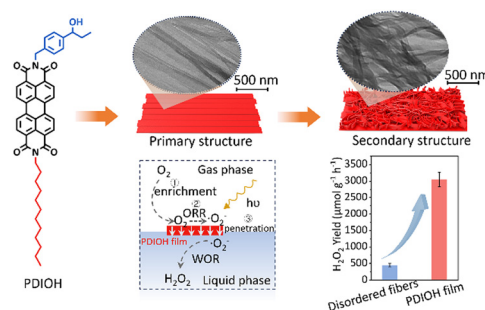 OH
O
N
O
O
N
O
PDIOH
500 nm
Primary structure
500 nm
Secondary structure
O₂
Gas phase
①
enrichment
②
hυ
O₂
ORR
·O₂⁻
③
penetration
PDIOH film
·O₂⁻
WOR
H₂O₂
Liquid phase
H₂O₂ Yield (μmol g⁻¹ h⁻¹)
3500
3000
2500
2000
1500
1000
500
0
Disordered fibers
PDIOH film